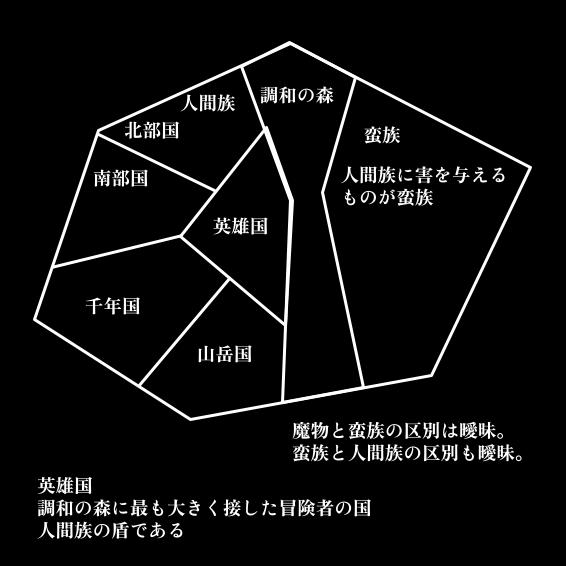 人間族
調和の森
北部国
蛮族
南部国
人間族に害を与える
ものが蛮族
英雄国
千年国
山岳国
魔物と蛮族の区別は曖昧。
蛮族と人間族の区別も曖昧。
英雄国
調和の森に最も大きく接した冒険者の国
人間族の盾である